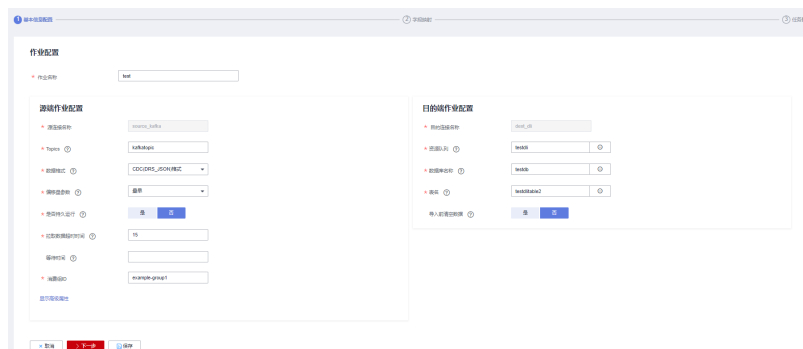 1 基本信息配置
2 字段映射
3
作业配置
* 作业名称 test
源端作业配置
* 源连接名称 source_kafka
* Topics ? kafkatopic
* 数据格式 ? CDC(DRS_JSON)格式
* 偏移量参数 ? 最早
* 是否持久运行 ? 是 否
* 拉取数据超时时间 ? 15
等待时间 ?
* 消费组ID example-group1
显示高级属性
目的端作业配置
* 目的连接名称 dest_dli
* 资源队列 ? testdli
* 数据库名称 ? testdb
* 表名 ? testdlitable2
导入前清空数据 ? 是 否
× 取消 > 下一步 保存